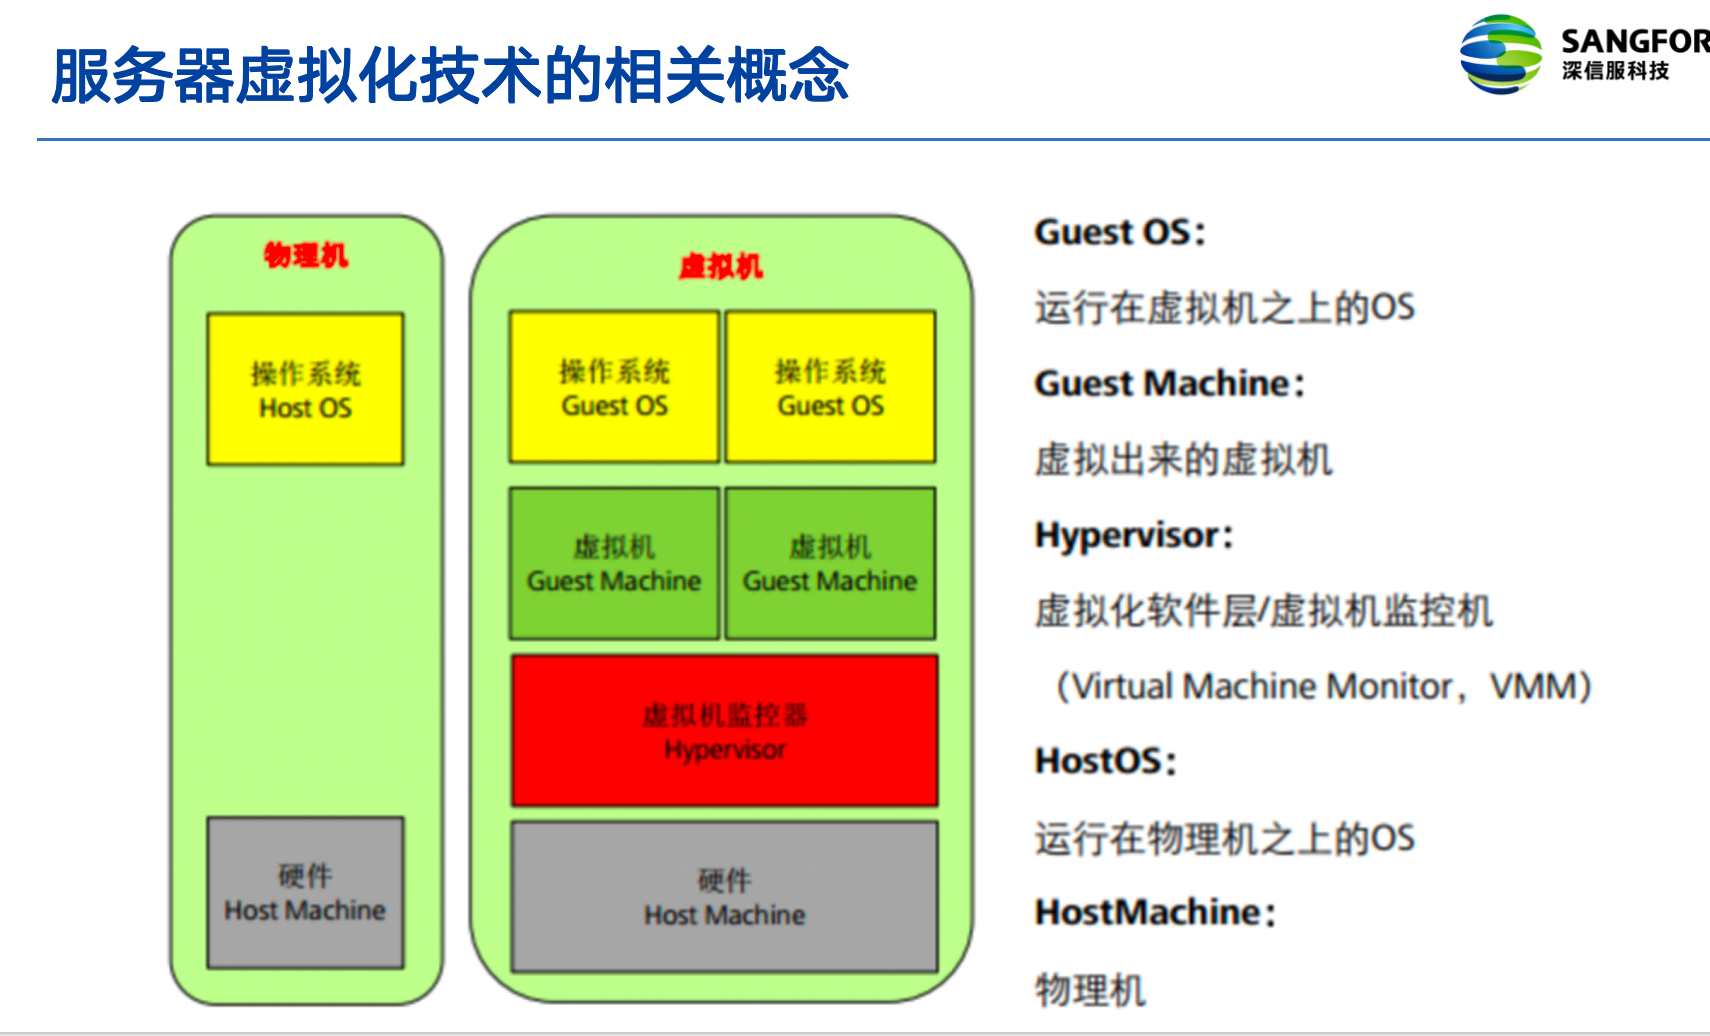 服务器虚拟化技术的相关概念
SANGFOR
深信服科技
物理机
操作系统
Host OS
硬件
Host Machine
虚拟机
操作系统
Guest OS
操作系统
Guest OS
虚拟机
Guest Machine
虚拟机
Guest Machine
虚拟机监控器
Hypervisor
硬件
Host Machine
Guest OS：
运行在虚拟机之上的OS
Guest Machine：
虚拟出来的虚拟机
Hypervisor：
虚拟化软件层/虚拟机监控机
（Virtual Machine Monitor，VMM）
HostOS：
运行在物理机之上的OS
HostMachine：
物理机